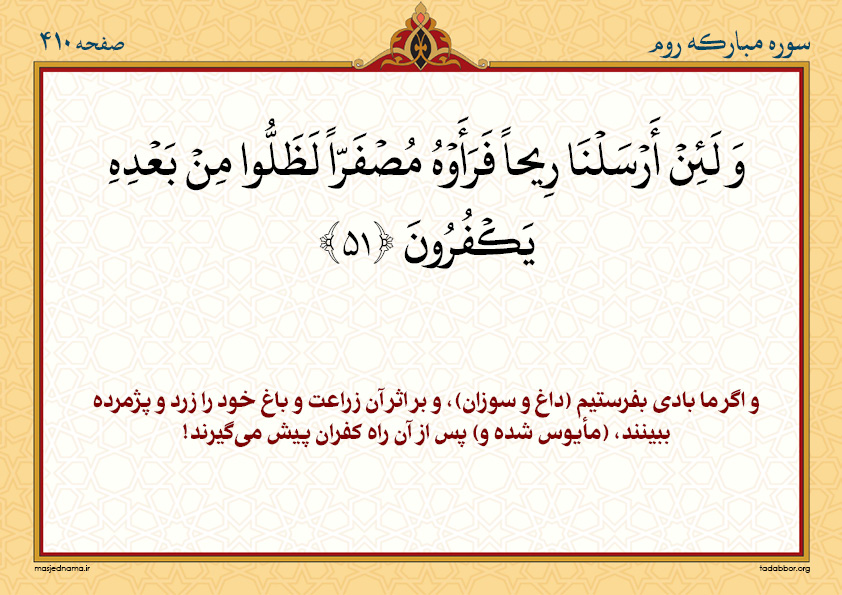 سوره مبارکه روم
صفحه ۴۱۰
وَ لَئِنْ أَرْسَلْنَا رِيحاً فَرَأَوْهُ مُصْفَرّاً لَظَلُّوا مِنْ بَعْدِهِ
يَكْفُرُونَ ﴿۵۱﴾
و اگر ما بادی بفرستیم (داغ و سوزان)، و بر اثر آن زراعت و باغ خود را زرد و پژمرده
ببینند، (مأیوس شده و) پس از آن راه کفران پیش می‌گیرند!
masjednama.ir
tadabbor.org